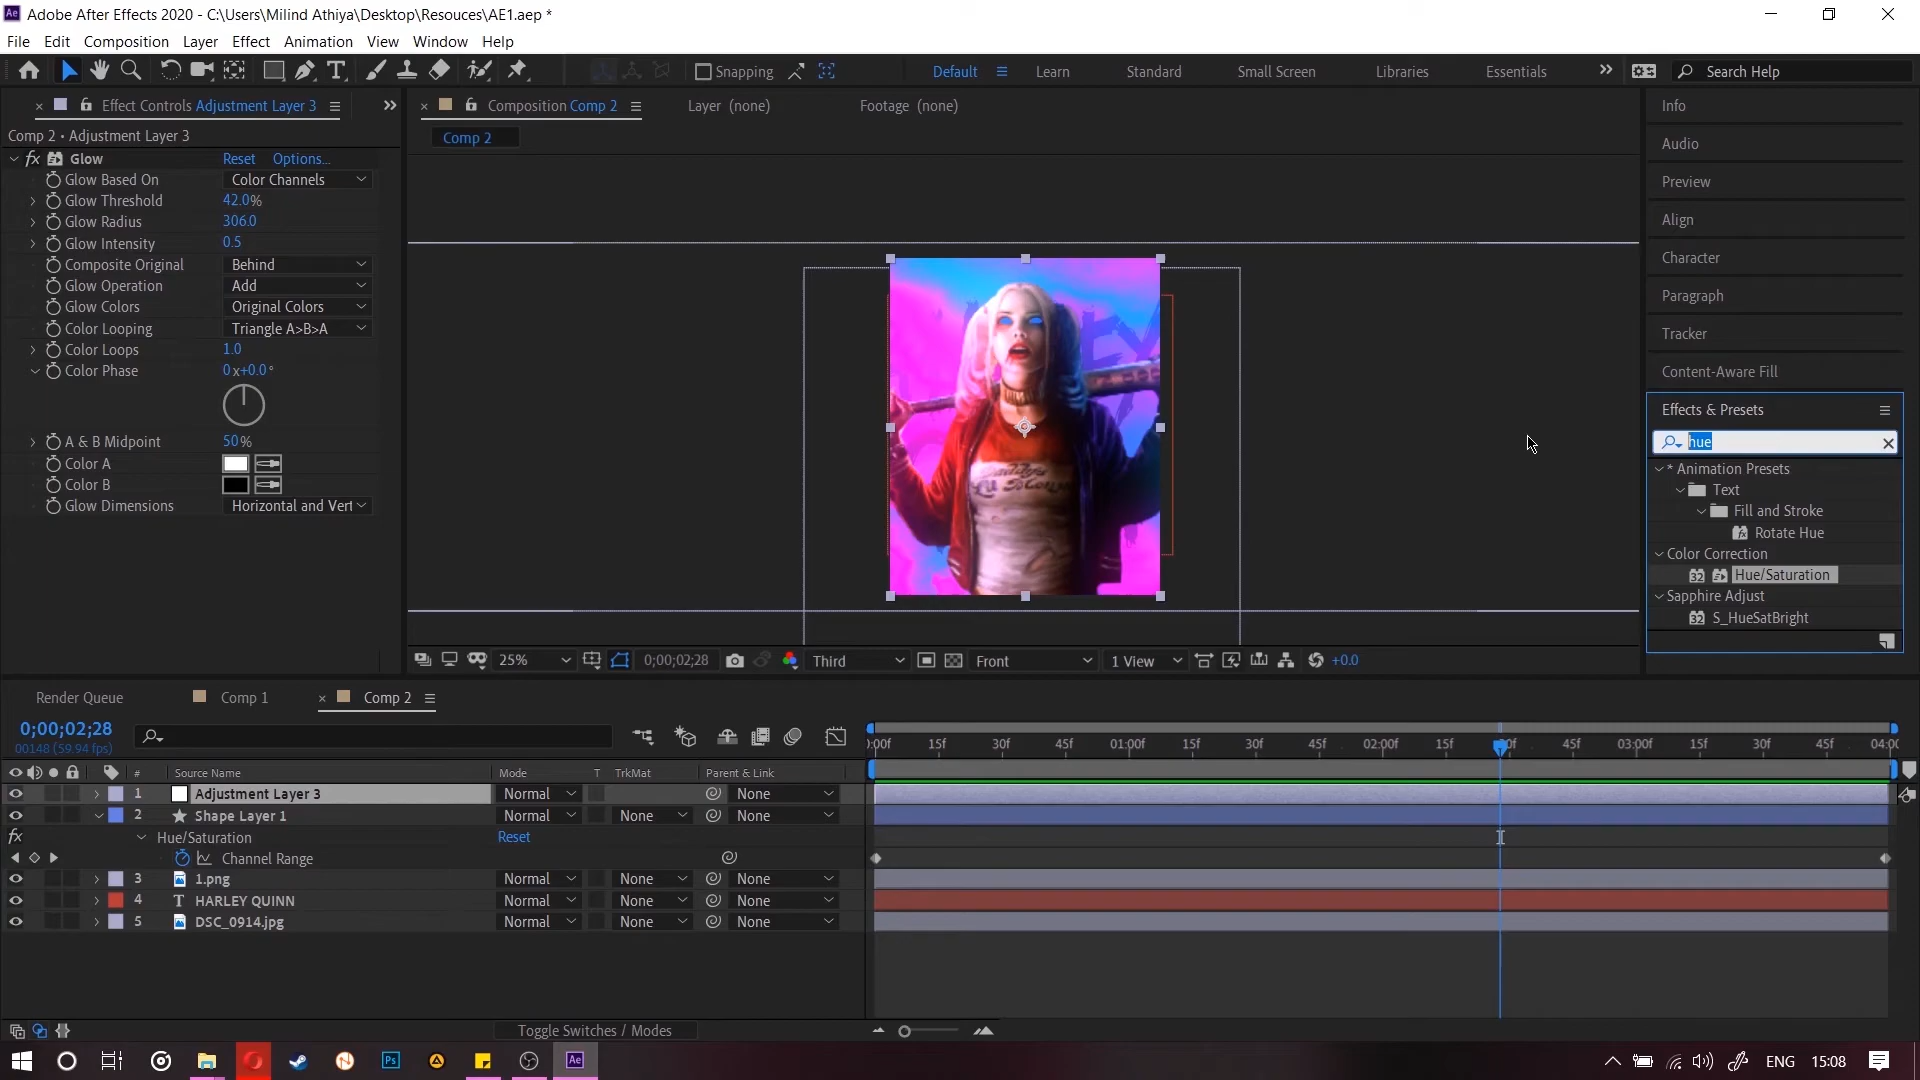 Adobe After Effects 2020 - C:\Users\Milind Athiya\Desktop\Resouces\AE1.aep *
File Edit Composition Layer Effect Animation View Window Help
Snapping
Default Learn Standard Small Screen Libraries Essentials
Search Help
Effect Controls Adjustment Layer 3
Comp 2 • Adjustment Layer 3
fx Glow Reset Options...
Glow Based On Color Channels
Glow Threshold 42.0%
Glow Radius 306.0
Glow Intensity 0.5
Composite Original Behind
Glow Operation Add
Glow Colors Original Colors
Color Looping Triangle A>B>A
Color Loops 1.0
Color Phase 0x+0.0°
A & B Midpoint 50%
Color A
Color B
Glow Dimensions Horizontal and Vert
Composition Comp 2 Layer (none) Footage (none)
Comp 2
25% 0;00;02;28 Third Front 1 View +0.0
Info
Audio
Preview
Align
Character
Paragraph
Tracker
Content-Aware Fill
Effects & Presets
hue
* Animation Presets
Text
Fill and Stroke
Rotate Hue
Color Correction
32 Hue/Saturation
Sapphire Adjust
32 S_HueSatBright
Render Queue Comp 1 Comp 2
0;00;02;28
00148 (59.94 fps)
15f 30f 45f 01:00f 15f 30f 45f 02:00f 15f 45f 03:00f 15f 30f 45f
# Source Name Mode T TrkMat Parent & Link
1 Adjustment Layer 3 Normal None
2 Shape Layer 1 Normal None None
fx Hue/Saturation Reset
Channel Range
3 1.png Normal None None
4 T HARLEY QUINN Normal None None
5 DSC_0914.jpg Normal None None
Toggle Switches / Modes
Ps Ae ENG 15:08